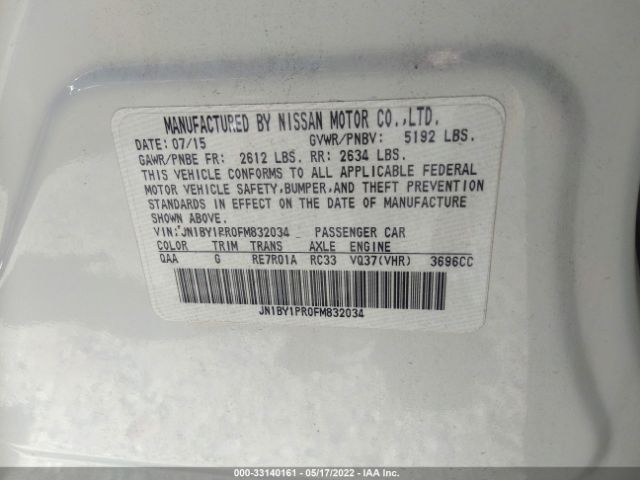 MANUFACTURED BY NISSAN MOTOR CO.,LTD.
DATE: 07/15 GVWR/PNBV: 5192 LBS.
GAWR/PNBE FR: 2612 LBS. RR: 2634 LBS.
THIS VEHICLE CONFORMS TO ALL APPLICABLE FEDERAL
MOTOR VEHICLE SAFETY,BUMPER,AND THEFT PREVENTION
STANDARDS IN EFFECT ON THE DATE OF MANUFACTURE
SHOWN ABOVE.
VIN:JN1BY1PR0FM832034 PASSENGER CAR
COLOR TRIM TRANS AXLE ENGINE
QAA G RE7R01A RC33 VQ37(VHR) 3696CC
JN1BY1PR0FM832034
000-33140161 - 05/17/2022 - IAA Inc.